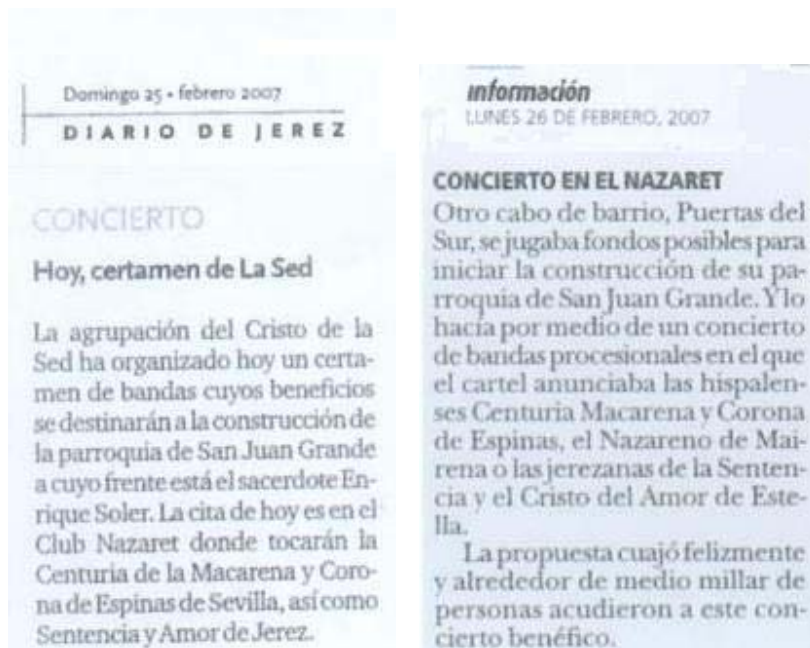 Domingo 25 • febrero 2007
DIARIO DE JEREZ
CONCIERTO
Hoy, certamen de La Sed
La agrupación del Cristo de la
Sed ha organizado hoy un certa-
men de bandas cuyos beneficios
se destinarán a la construcción de
la parroquia de San Juan Grande
a cuyo frente está el sacerdote En-
rique Soler. La cita de hoy es en el
Club Nazaret donde tocarán la
Centuria de la Macarena y Coro-
na de Espinas de Sevilla, así como
Sentencia y Amor de Jerez.
información
LUNES 26 DE FEBRERO, 2007
CONCIERTO EN EL NAZARET
Otro cabo de barrio, Puertas del
Sur, se jugaba fondos posibles para
iniciar la construcción de su pa-
rroquia de San Juan Grande. Y lo
hacía por medio de un concierto
de bandas procesionales en el que
el cartel anunciaba las hispalen-
ses Centuria Macarena y Corona
de Espinas, el Nazareno de Mai-
rena o las jerezanas de la Senten-
cia y el Cristo del Amor de Este-
lla.
La propuesta cuajó felizmente
y alrededor de medio millar de
personas acudieron a este con-
cierto benéfico.